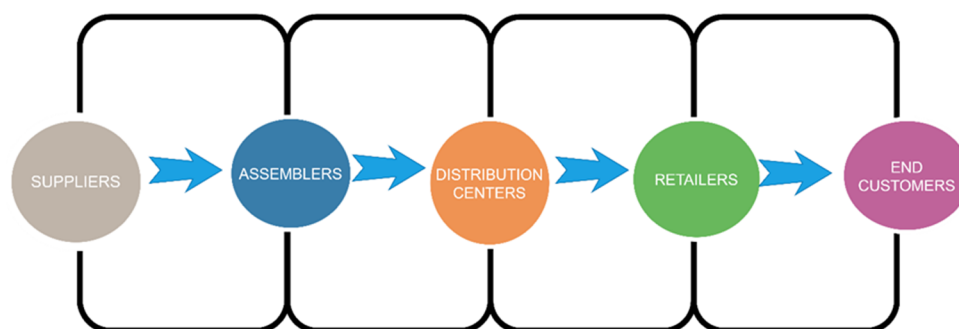 SUPPLIERS
ASSEMBLERS
DISTRIBUTION
CENTERS
RETAILERS
END
CUSTOMERS